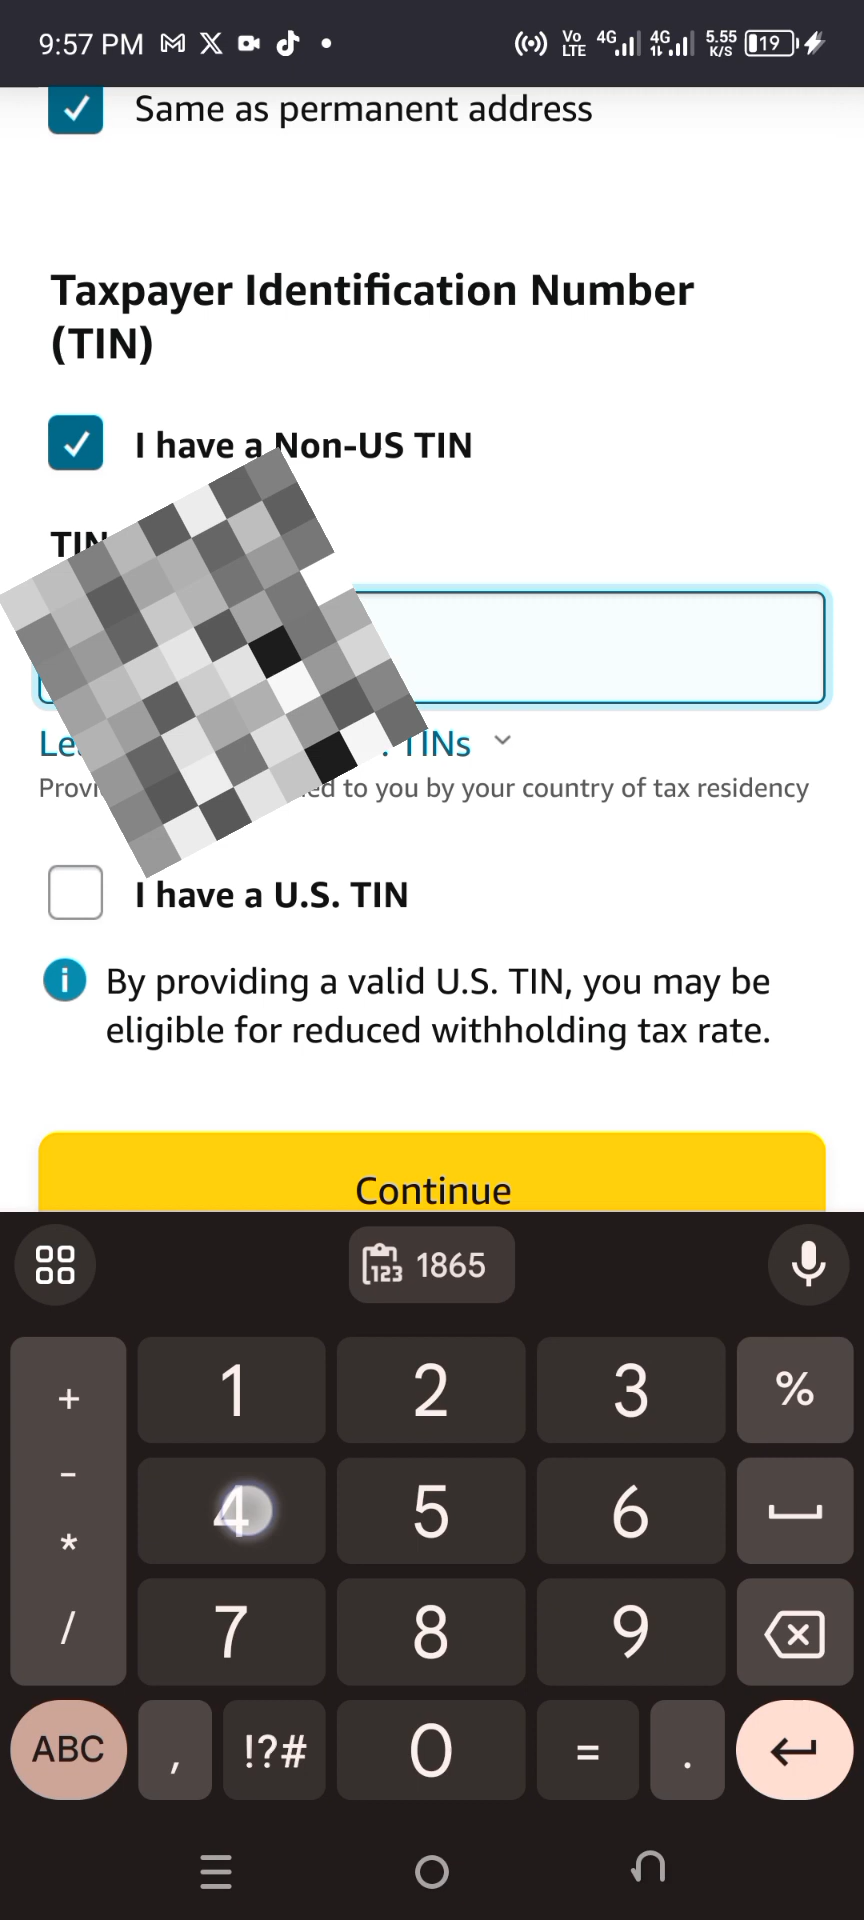 9:57 PM
Vo LTE 4G 4G 5.55 K/S 19
Same as permanent address
Taxpayer Identification Number
(TIN)
I have a Non-US TIN
TIN
TINs
to you by your country of tax residency
I have a U.S. TIN
By providing a valid U.S. TIN, you may be
eligible for reduced withholding tax rate.
Continue
123 1865
+ 1 2 3 %
- * 4 5 6
/ 7 8 9
ABC , !?# 0 = .